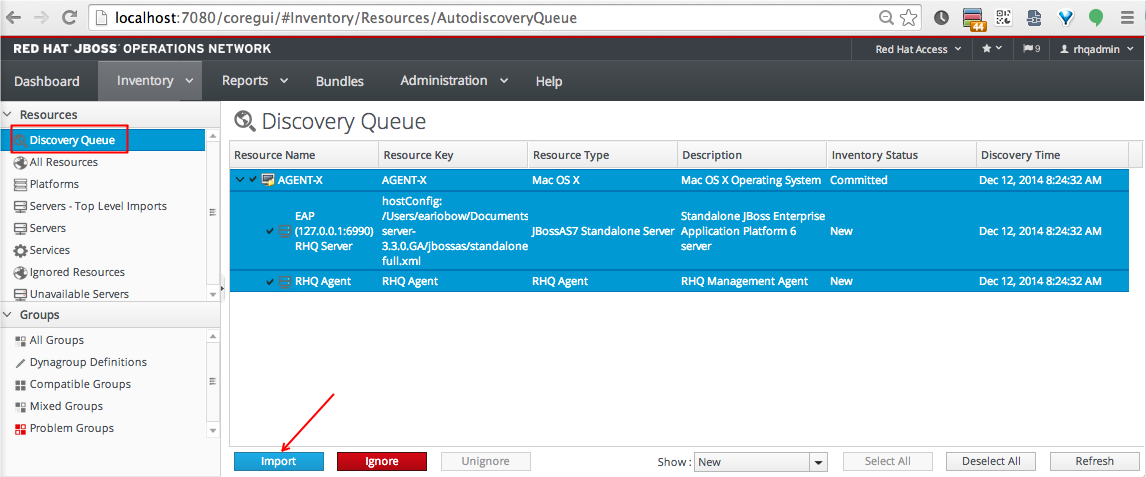 localhost:7080/coregui/#Inventory/Resources/AutodiscoveryQueue
44
RED HAT JBOSS OPERATIONS NETWORK
Red Hat Access
9
rhqadmin
Dashboard
Inventory
Reports
Bundles
Administration
Help
Resources
Discovery Queue
All Resources
Platforms
Servers - Top Level Imports
Servers
Services
Ignored Resources
Unavailable Servers
Groups
All Groups
Dynagroup Definitions
Compatible Groups
Mixed Groups
Problem Groups
Discovery Queue
Resource Name
Resource Key
Resource Type
Description
Inventory Status
Discovery Time
AGENT-X
AGENT-X
Mac OS X
Mac OS X Operating System
Committed
Dec 12, 2014 8:24:32 AM
EAP
(127.0.0.1:6990)
RHQ Server
hostConfig:
/Users/earlobow/Documents
server-
3.3.0.GA/jbossas/standalone
full.xml
JBossAS7 Standalone Server
Standalone JBoss Enterprise
Application Platform 6
server
New
Dec 12, 2014 8:24:32 AM
RHQ Agent
RHQ Agent
RHQ Agent
RHQ Management Agent
New
Dec 12, 2014 8:24:32 AM
Import
Ignore
Unignore
Show :
New
Select All
Deselect All
Refresh